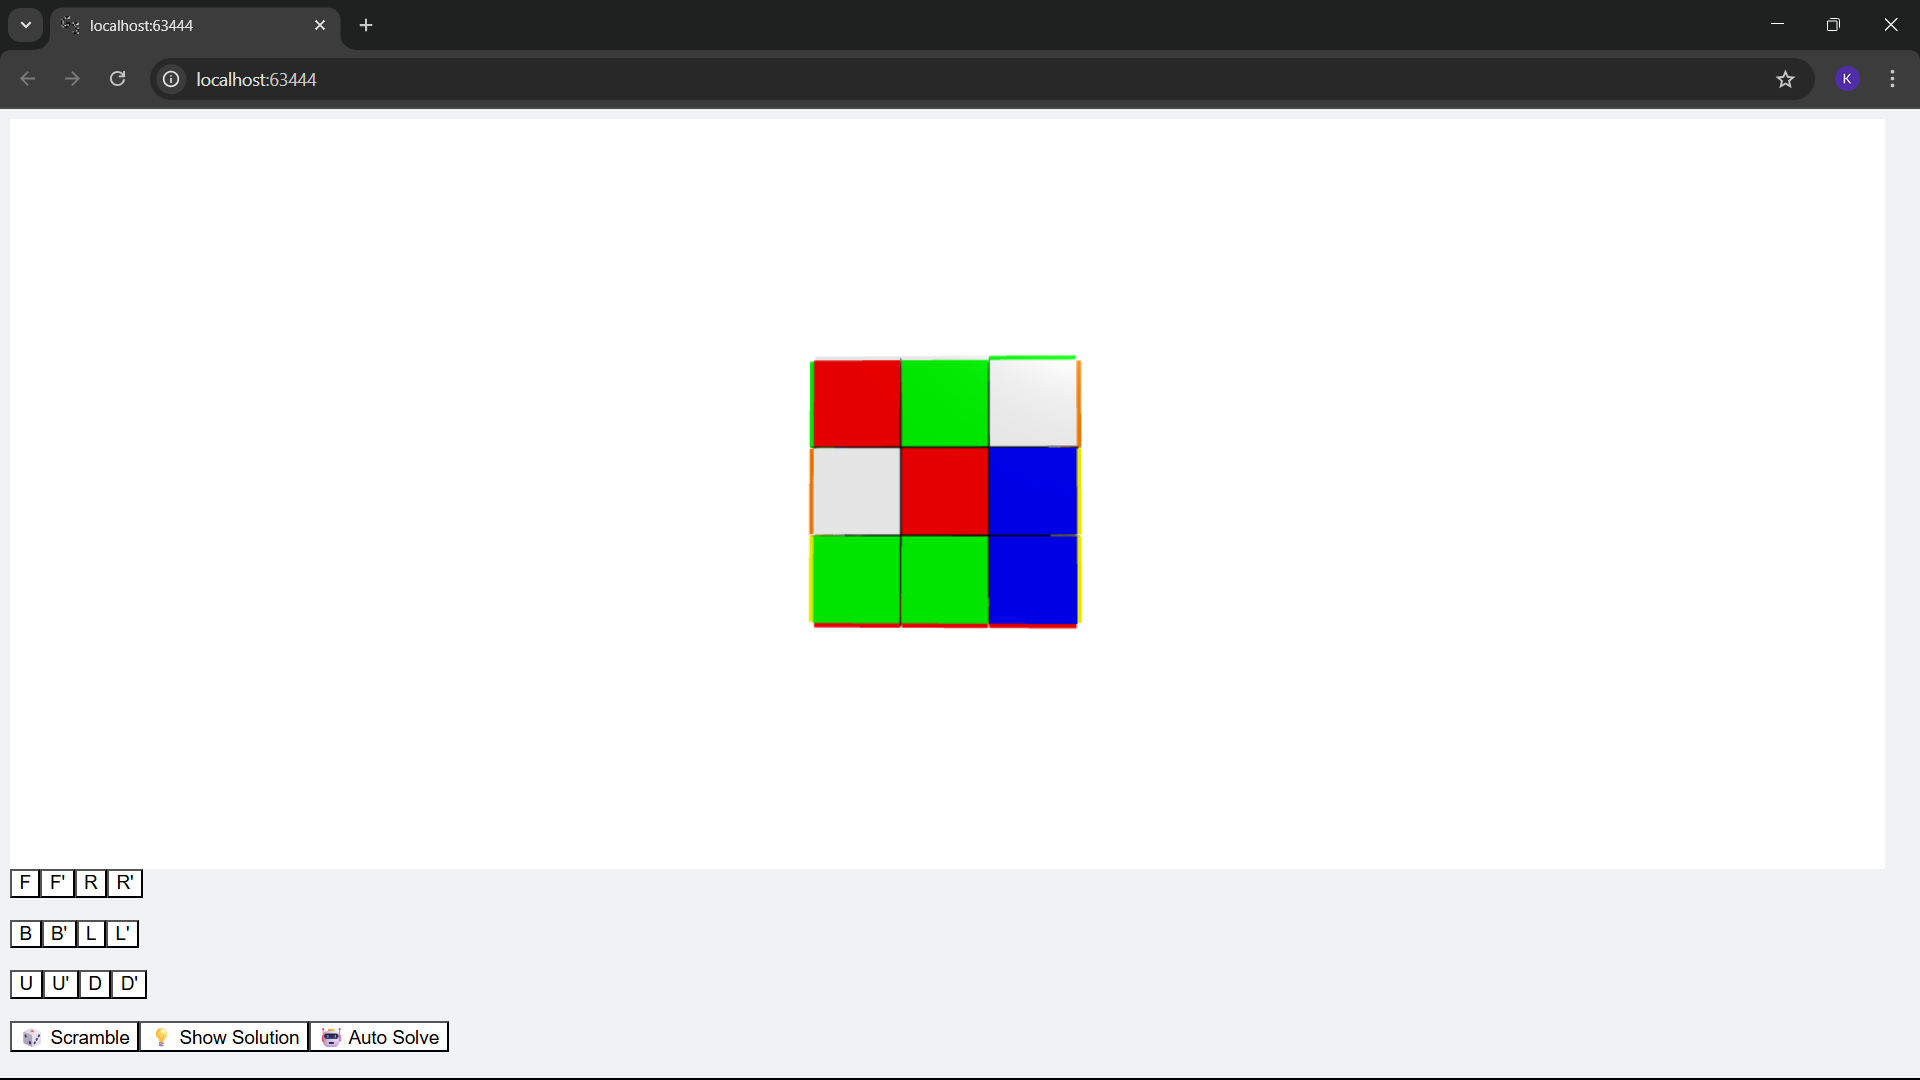 localhost:63444
localhost:63444
K
F F' R R'
B B' L L'
U U' D D'
Scramble Show Solution Auto Solve